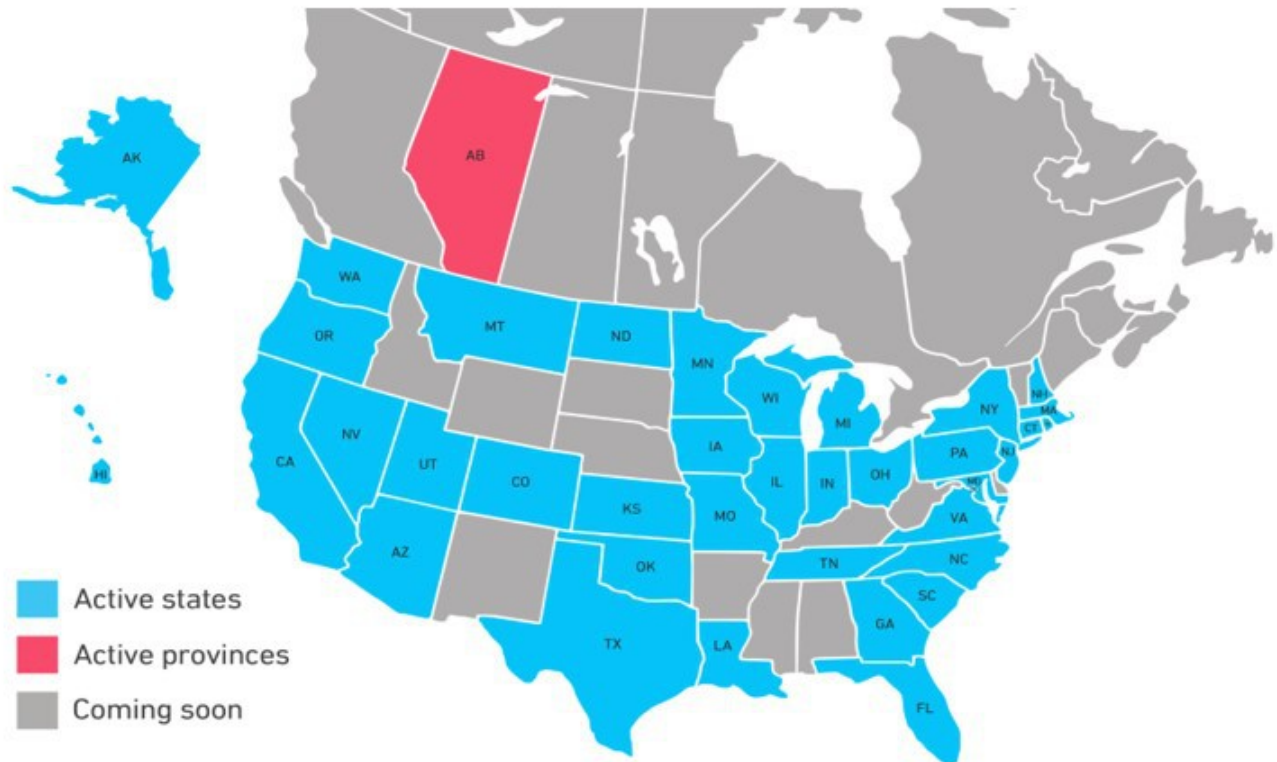 AK
AB
WA
MT
ND
OR
MN
NH
WI
NY
MA
MI
CT
NV
IA
PA
NJ
CA
UT
OH
HI
CO
IL
IN
MD
KS
MO
VA
AZ
TN
NC
OK
SC
Active states
GA
TX
LA
Active provinces
Coming soon
FL